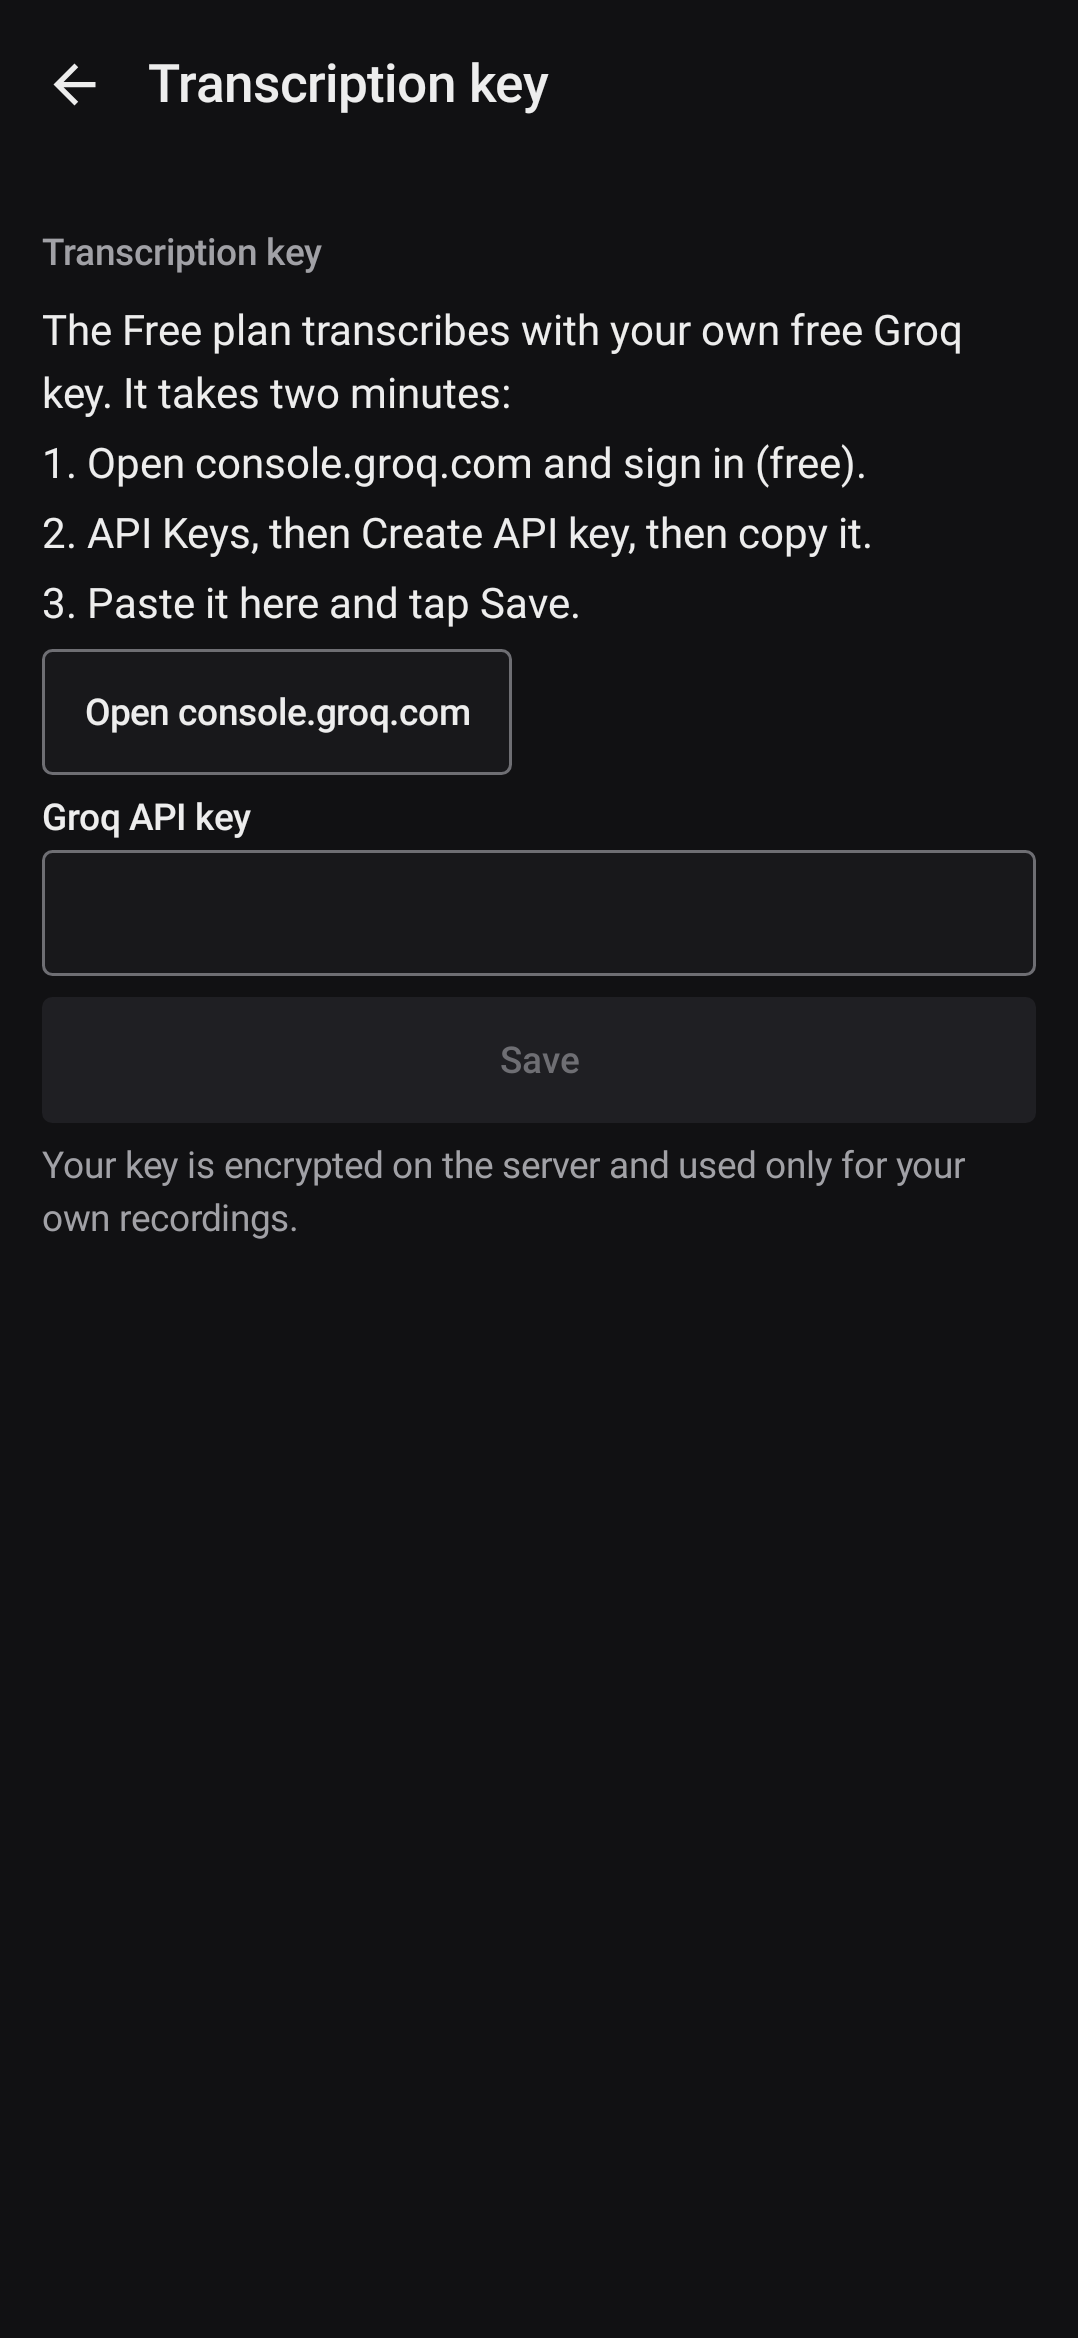 Transcription key
Transcription key
The Free plan transcribes with your own free Groq
key. It takes two minutes:
1. Open console.groq.com and sign in (free).
2. API Keys, then Create API key, then copy it.
3. Paste it here and tap Save.
Open console.groq.com
Groq API key
Save
Your key is encrypted on the server and used only for your
own recordings.